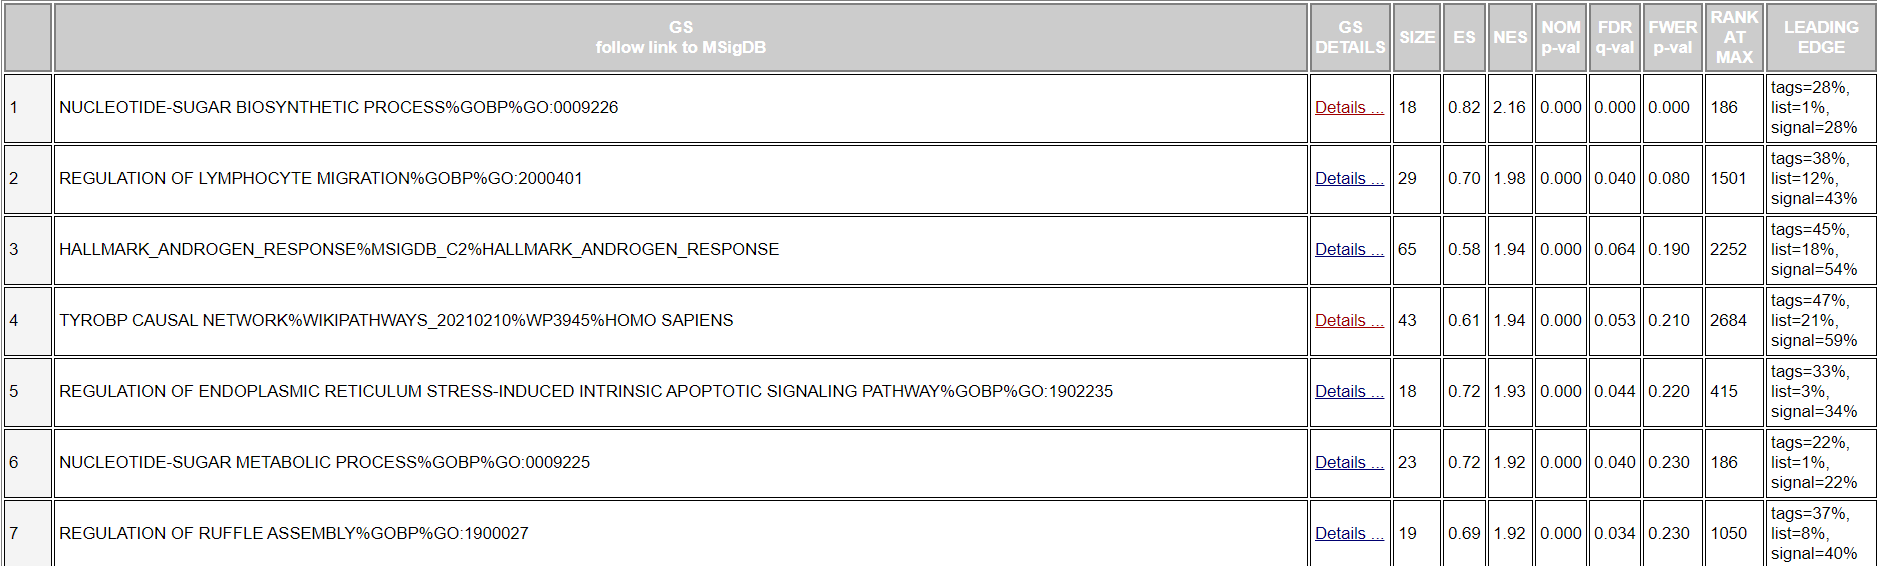 GS
follow link to MSigDB
GS
DETAILS
SIZE
ES
NES
NOM
p-val
FDR
q-val
FWER
p-val
RANK
AT
MAX
LEADING
EDGE
1
NUCLEOTIDE-SUGAR BIOSYNTHETIC PROCESS%GOBP%GO:0009226
Details ...
18
0.82
2.16
0.000
0.000
0.000
186
tags=28%,
list=1%,
signal=28%
2
REGULATION OF LYMPHOCYTE MIGRATION%GOBP%GO:2000401
Details ...
29
0.70
1.98
0.000
0.040
0.080
1501
tags=38%,
list=12%,
signal=43%
3
HALLMARK_ANDROGEN_RESPONSE%MSIGDB_C2%HALLMARK_ANDROGEN_RESPONSE
Details ...
65
0.58
1.94
0.000
0.064
0.190
2252
tags=45%,
list=18%,
signal=54%
4
TYROBP CAUSAL NETWORK%WIKIPATHWAYS_20210210%WP3945%HOMO SAPIENS
Details ...
43
0.61
1.94
0.000
0.053
0.210
2684
tags=47%,
list=21%,
signal=59%
5
REGULATION OF ENDOPLASMIC RETICULUM STRESS-INDUCED INTRINSIC APOPTOTIC SIGNALING PATHWAY%GOBP%GO:1902235
Details ...
18
0.72
1.93
0.000
0.044
0.220
415
tags=33%,
list=3%,
signal=34%
6
NUCLEOTIDE-SUGAR METABOLIC PROCESS%GOBP%GO:0009225
Details ...
23
0.72
1.92
0.000
0.040
0.230
186
tags=22%,
list=1%,
signal=22%
7
REGULATION OF RUFFLE ASSEMBLY%GOBP%GO:1900027
Details ...
19
0.69
1.92
0.000
0.034
0.230
1050
tags=37%,
list=8%,
signal=40%